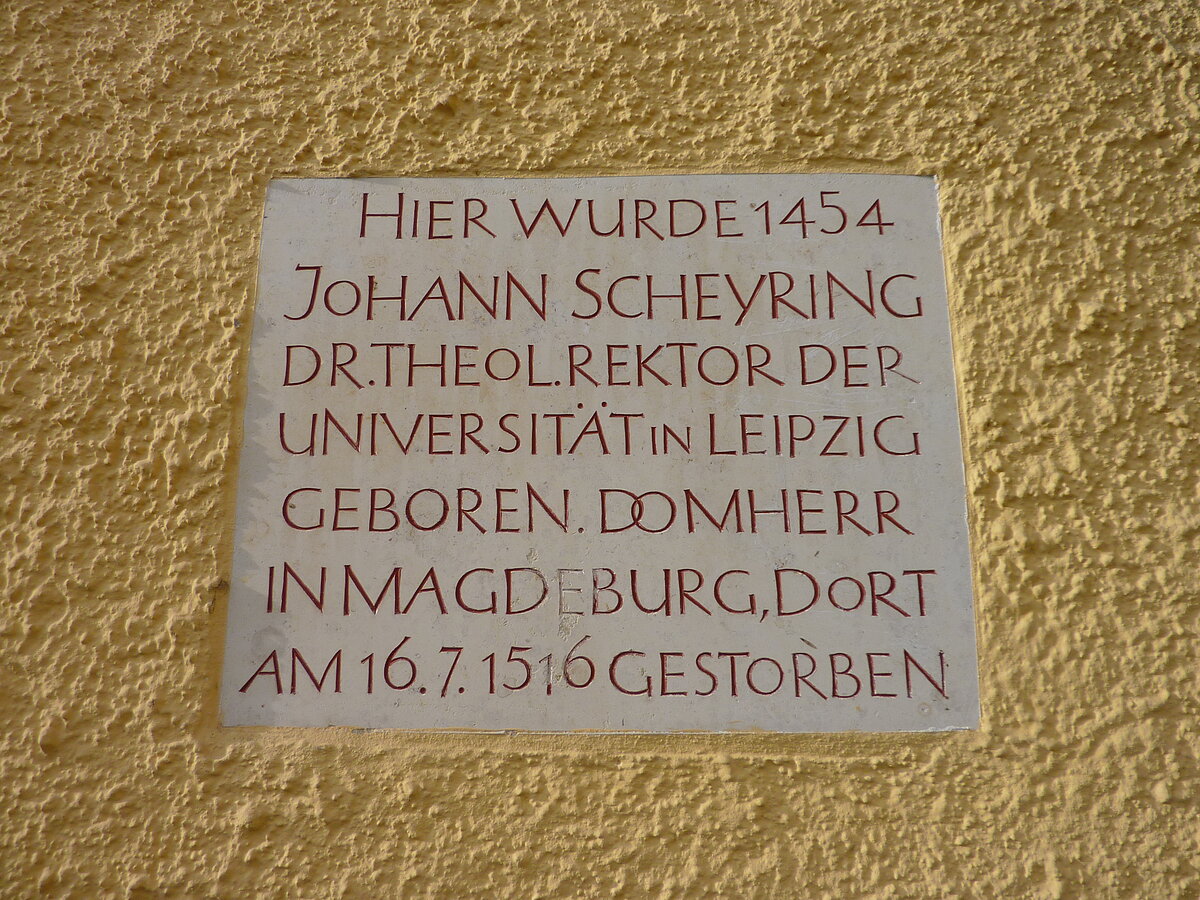 HIER WURDE 1454
JOHANN SCHEYRING
DR.THEOL.REKTOR DER
UNIVERSITÄT IN LEIPZIG
GEBOREN. DOMHERR
IN MAGDEBURG, DORT
AM 16.7.1516 GESTORBEN